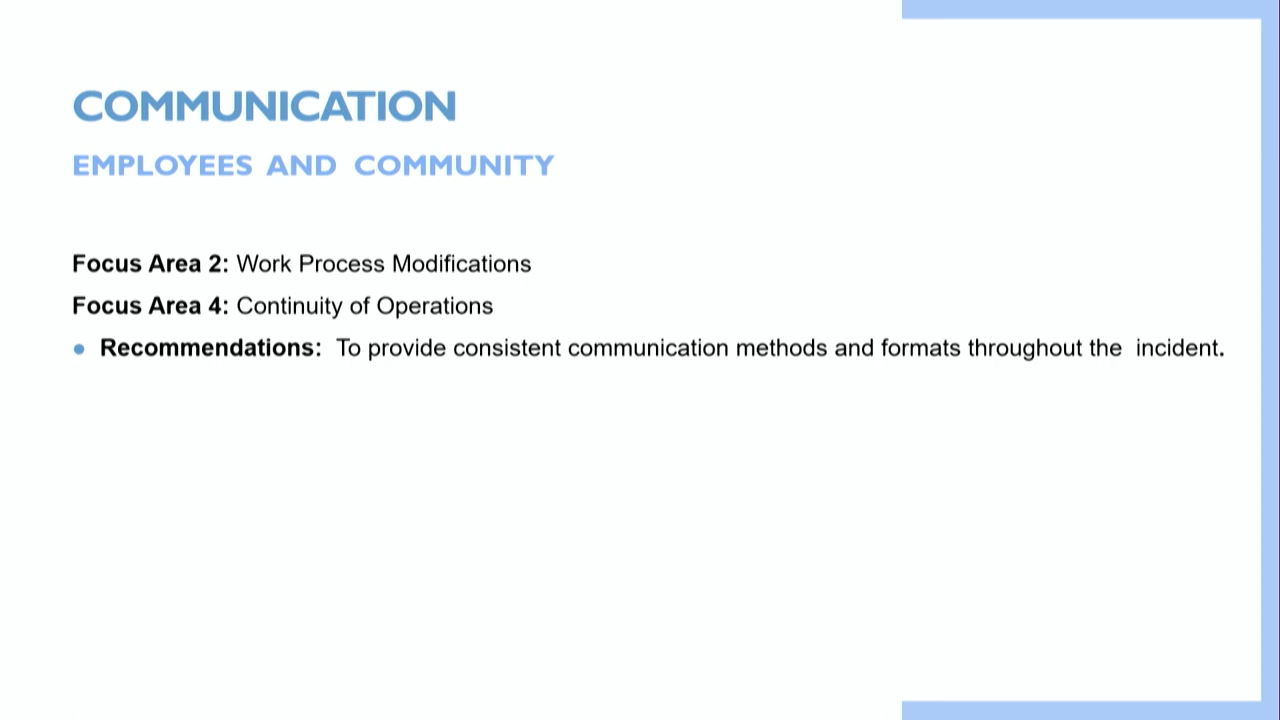 COMMUNICATION
EMPLOYEES AND COMMUNITY
Focus Area 2: Work Process Modifications
Focus Area 4: Continuity of Operations
• Recommendations: To provide consistent communication methods and formats throughout the incident.